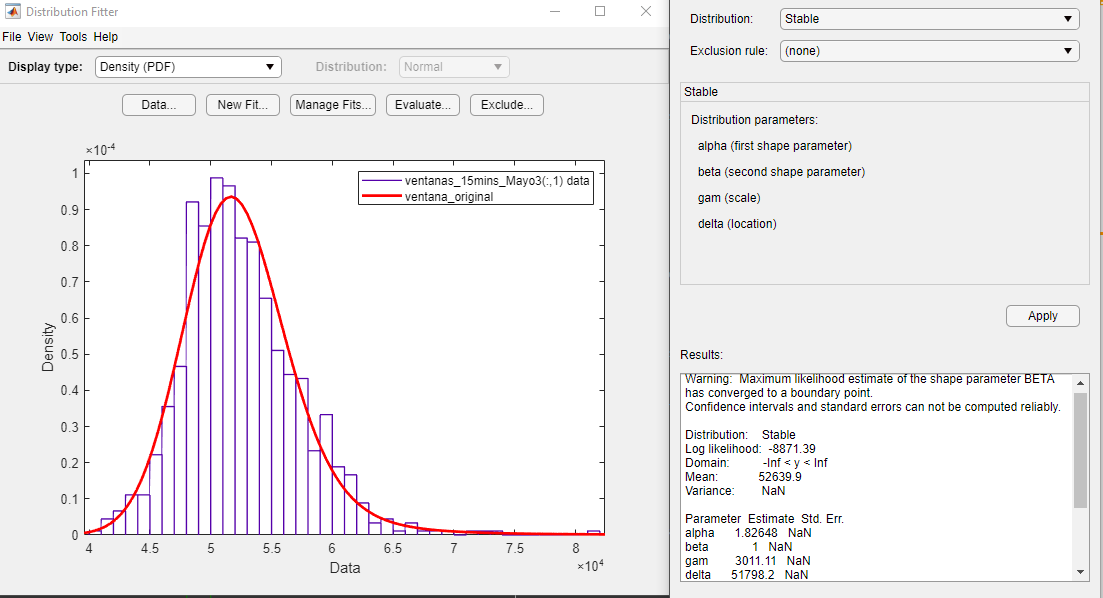 Distribution Fitter
File View Tools Help
Display type: Density (PDF) Distribution: Normal
Data... New Fit... Manage Fits... Evaluate... Exclude...
×10⁻⁴
ventanas_15mins_Mayo3(:,1) data
ventana_original
1
0.9
0.8
0.7
0.6
0.5
0.4
0.3
0.2
0.1
0
Density
4 4.5 5 5.5 6 6.5 7 7.5 8
×10⁴
Data
Distribution: Stable
Exclusion rule: (none)
Stable
Distribution parameters:
alpha (first shape parameter)
beta (second shape parameter)
gam (scale)
delta (location)
Apply
Results:
Warning: Maximum likelihood estimate of the shape parameter BETA
has converged to a boundary point.
Confidence intervals and standard errors can not be computed reliably.
Distribution: Stable
Log likelihood: -8871.39
Domain: -Inf < y < Inf
Mean: 52639.9
Variance: NaN
Parameter Estimate Std. Err.
alpha 1.82648 NaN
beta 1 NaN
gam 3011.11 NaN
delta 51798.2 NaN